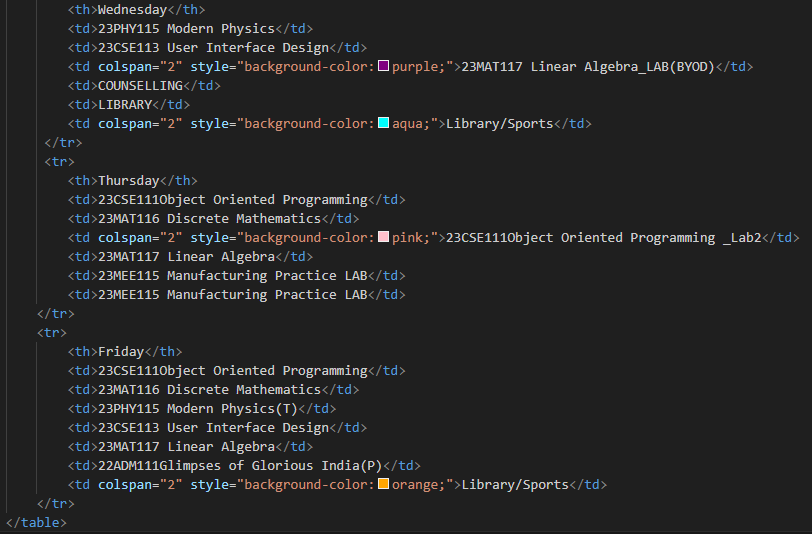 <th>Wednesday</th>
<td>23PHY115 Modern Physics</td>
<td>23CSE113 User Interface Design</td>
<td colspan="2" style="background-color:purple;">23MAT117 Linear Algebra_LAB(BYOD)</td>
<td>COUNSELLING</td>
<td>LIBRARY</td>
<td colspan="2" style="background-color:aqua;">Library/Sports</td>
</tr>
<tr>
<th>Thursday</th>
<td>23CSE111Object Oriented Programming</td>
<td>23MAT116 Discrete Mathematics</td>
<td colspan="2" style="background-color:pink;">23CSE111Object Oriented Programming _Lab2</td>
<td>23MAT117 Linear Algebra</td>
<td>23MEE115 Manufacturing Practice LAB</td>
<td>23MEE115 Manufacturing Practice LAB</td>
</tr>
<tr>
<th>Friday</th>
<td>23CSE111Object Oriented Programming</td>
<td>23MAT116 Discrete Mathematics</td>
<td>23PHY115 Modern Physics(T)</td>
<td>23CSE113 User Interface Design</td>
<td>23MAT117 Linear Algebra</td>
<td>22ADM111Glimpses of Glorious India(P)</td>
<td colspan="2" style="background-color:orange;">Library/Sports</td>
</tr>
</table>